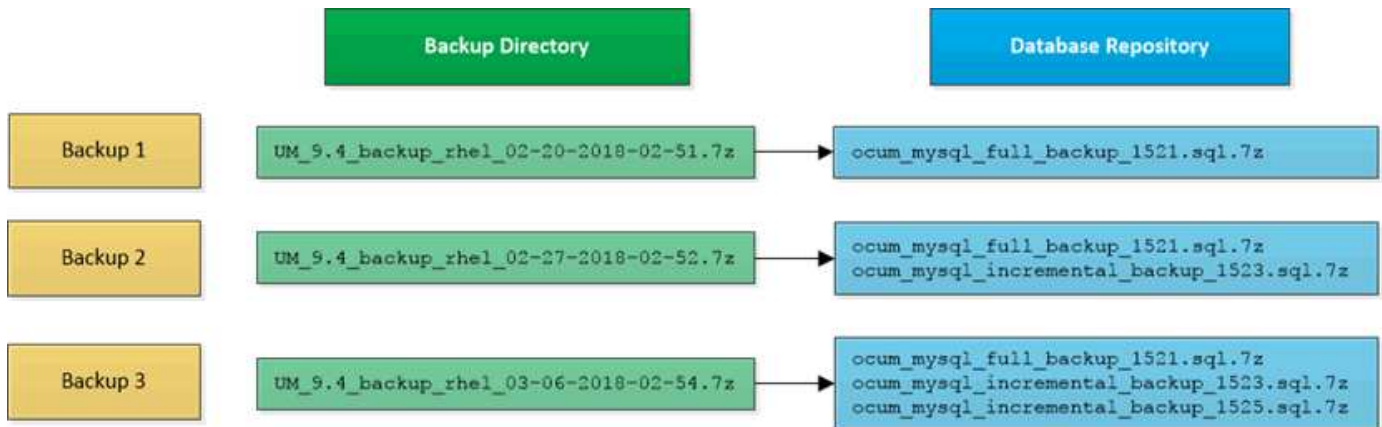 Backup Directory
Database Repository
Backup 1
UM_9.4_backup_rhel_02-20-2018-02-51.7z
ocum_mysql_full_backup_1521.sql.7z
Backup 2
UM_9.4_backup_rhel_02-27-2018-02-52.7z
ocum_mysql_full_backup_1521.sql.7z
ocum_mysql_incremental_backup_1523.sql.7z
Backup 3
UM_9.4_backup_rhel_03-06-2018-02-54.7z
ocum_mysql_full_backup_1521.sql.7z
ocum_mysql_incremental_backup_1523.sql.7z
ocum_mysql_incremental_backup_1525.sql.7z